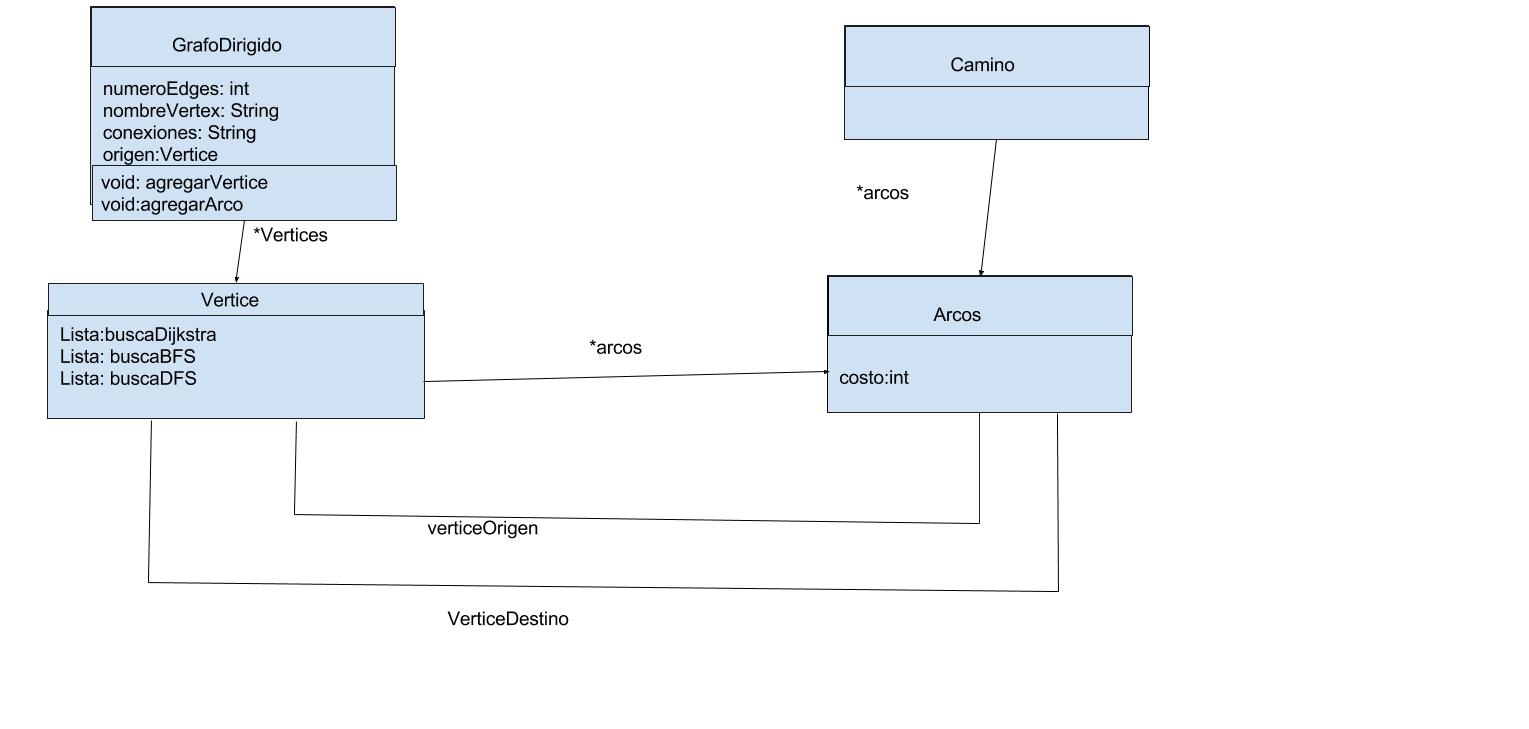 GrafoDirigido
numeroEdges: int
nombreVertex: String
conexiones: String
origen:Vertice
void: agregarVertice
void:agregarArco
*Vertices
Camino
*arcos
Vertice
Lista:buscaDijkstra
Lista: buscaBFS
Lista: buscaDFS
*arcos
Arcos
costo:int
verticeOrigen
VerticeDestino